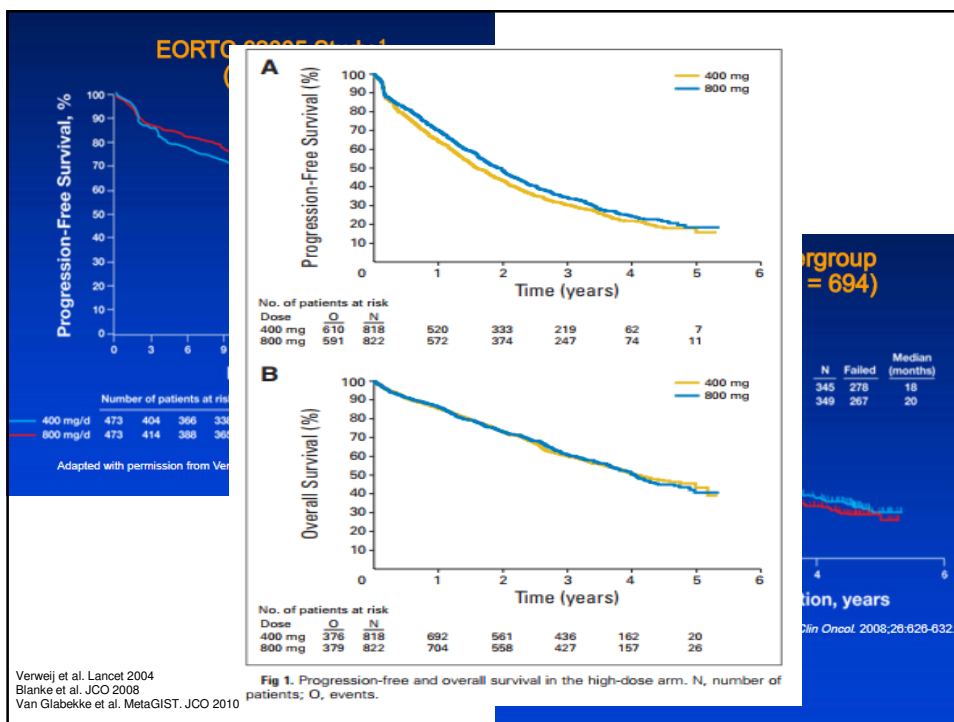 EORTC
A
Progression-Free Survival (%)
100
90
80
70
60
50
40
30
20
10
0 1 2 3 4 5 6
Time (years)
400 mg
800 mg
No. of patients at risk
Dose O N
400 mg 610 818 520 333 219 62 7
800 mg 591 822 572 374 247 74 11
B
Overall Survival (%)
100
90
80
70
60
50
40
30
20
10
0 1 2 3 4 5 6
Time (years)
400 mg
800 mg
No. of patients at risk
Dose O N
400 mg 376 818 692 561 436 162 20
800 mg 379 822 704 558 427 157 26
Fig 1. Progression-free and overall survival in the high-dose arm. N, number of
patients; O, events.
Progression-Free Survival, %
100
90
80
70
60
50
40
30
20
10
0
0 3 6 9
Number of patients at
400 mg/d 473 404 366
800 mg/d 473 414 388
Adapted with permission from
ergroup
= 694)
N Failed Median
(months)
345 278 18
349 267 20
4 6
tion, years
Clin Oncol. 2008;26:626-632.
Verweij et al. Lancet 2004
Blanke et al. JCO 2008
Van Glabekke et al. MetaGIST. JCO 2010